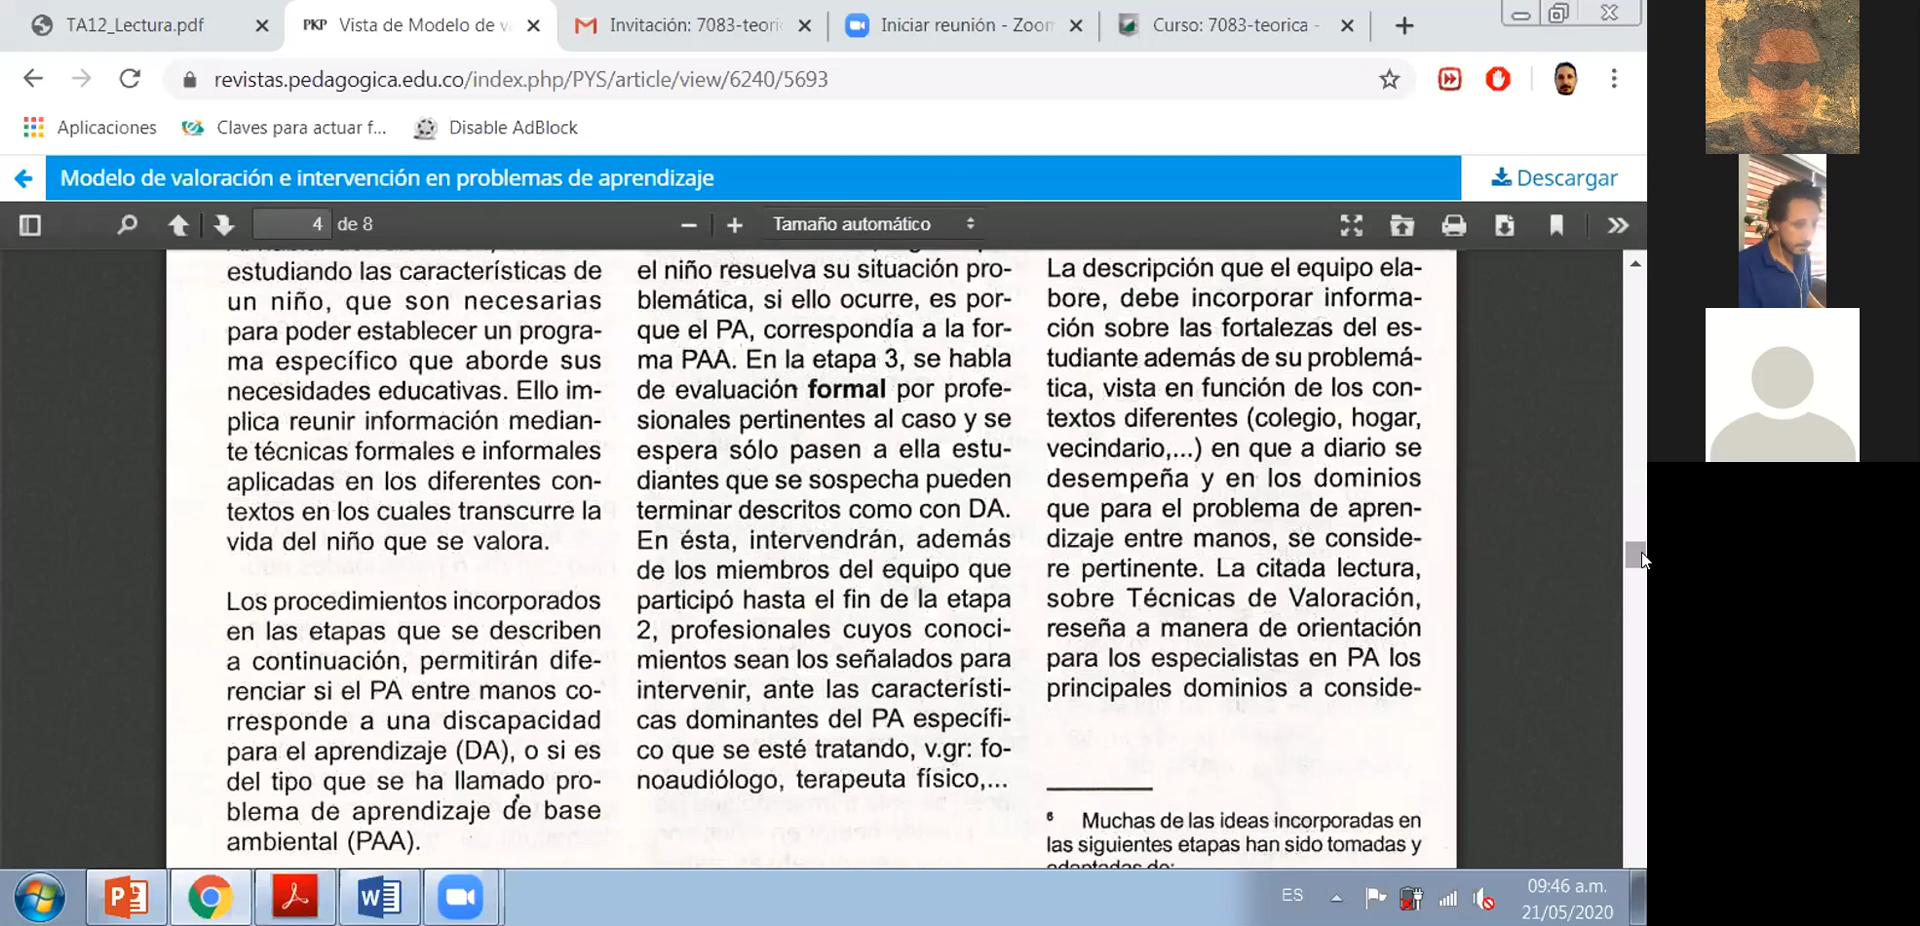 TA12_Lectura.pdf
PKP Vista de Modelo de v
Invitación: 7083-teori
Iniciar reunión - Zoom
Curso: 7083-teorica -
revistas.pedagogica.edu.co/index.php/PYS/article/view/6240/5693
Aplicaciones
Claves para actuar f...
Disable AdBlock
Modelo de valoración e intervención en problemas de aprendizaje
Descargar
4 de 8
Tamaño automático
estudiando las características de
un niño, que son necesarias
para poder establecer un progra-
ma específico que aborde sus
necesidades educativas. Ello im-
plica reunir información median-
te técnicas formales e informales
aplicadas en los diferentes con-
textos en los cuales transcurre la
vida del niño que se valora.
Los procedimientos incorporados
en las etapas que se describen
a continuación, permitirán dife-
renciar si el PA entre manos co-
rresponde a una discapacidad
para el aprendizaje (DA), o si es
del tipo que se ha llamado pro-
blema de aprendizaje de base
ambiental (PAA).
el niño resuelva su situación pro-
blemática, si ello ocurre, es por-
que el PA, correspondía a la for-
ma PAA. En la etapa 3, se habla
de evaluación formal por profe-
sionales pertinentes al caso y se
espera sólo pasen a ella estu-
diantes que se sospecha pueden
terminar descritos como con DA.
En ésta, intervendrán, además
de los miembros del equipo que
participó hasta el fin de la etapa
2, profesionales cuyos conoci-
mientos sean los señalados para
intervenir, ante las característi-
cas dominantes del PA específi-
co que se esté tratando, v.gr: fo-
noaudiólogo, terapeuta físico,...
La descripción que el equipo ela-
bore, debe incorporar informa-
ción sobre las fortalezas del es-
tudiante además de su problemá-
tica, vista en función de los con-
textos diferentes (colegio, hogar,
vecindario,...) en que a diario se
desempeña y en los dominios
que para el problema de apren-
dizaje entre manos, se conside-
re pertinente. La citada lectura,
sobre Técnicas de Valoración,
reseña a manera de orientación
para los especialistas en PA los
principales dominios a conside-
6 Muchas de las ideas incorporadas en
las siguientes etapas han sido tomadas y
adaptadas de:
ES
09:46 a.m.
21/05/2020